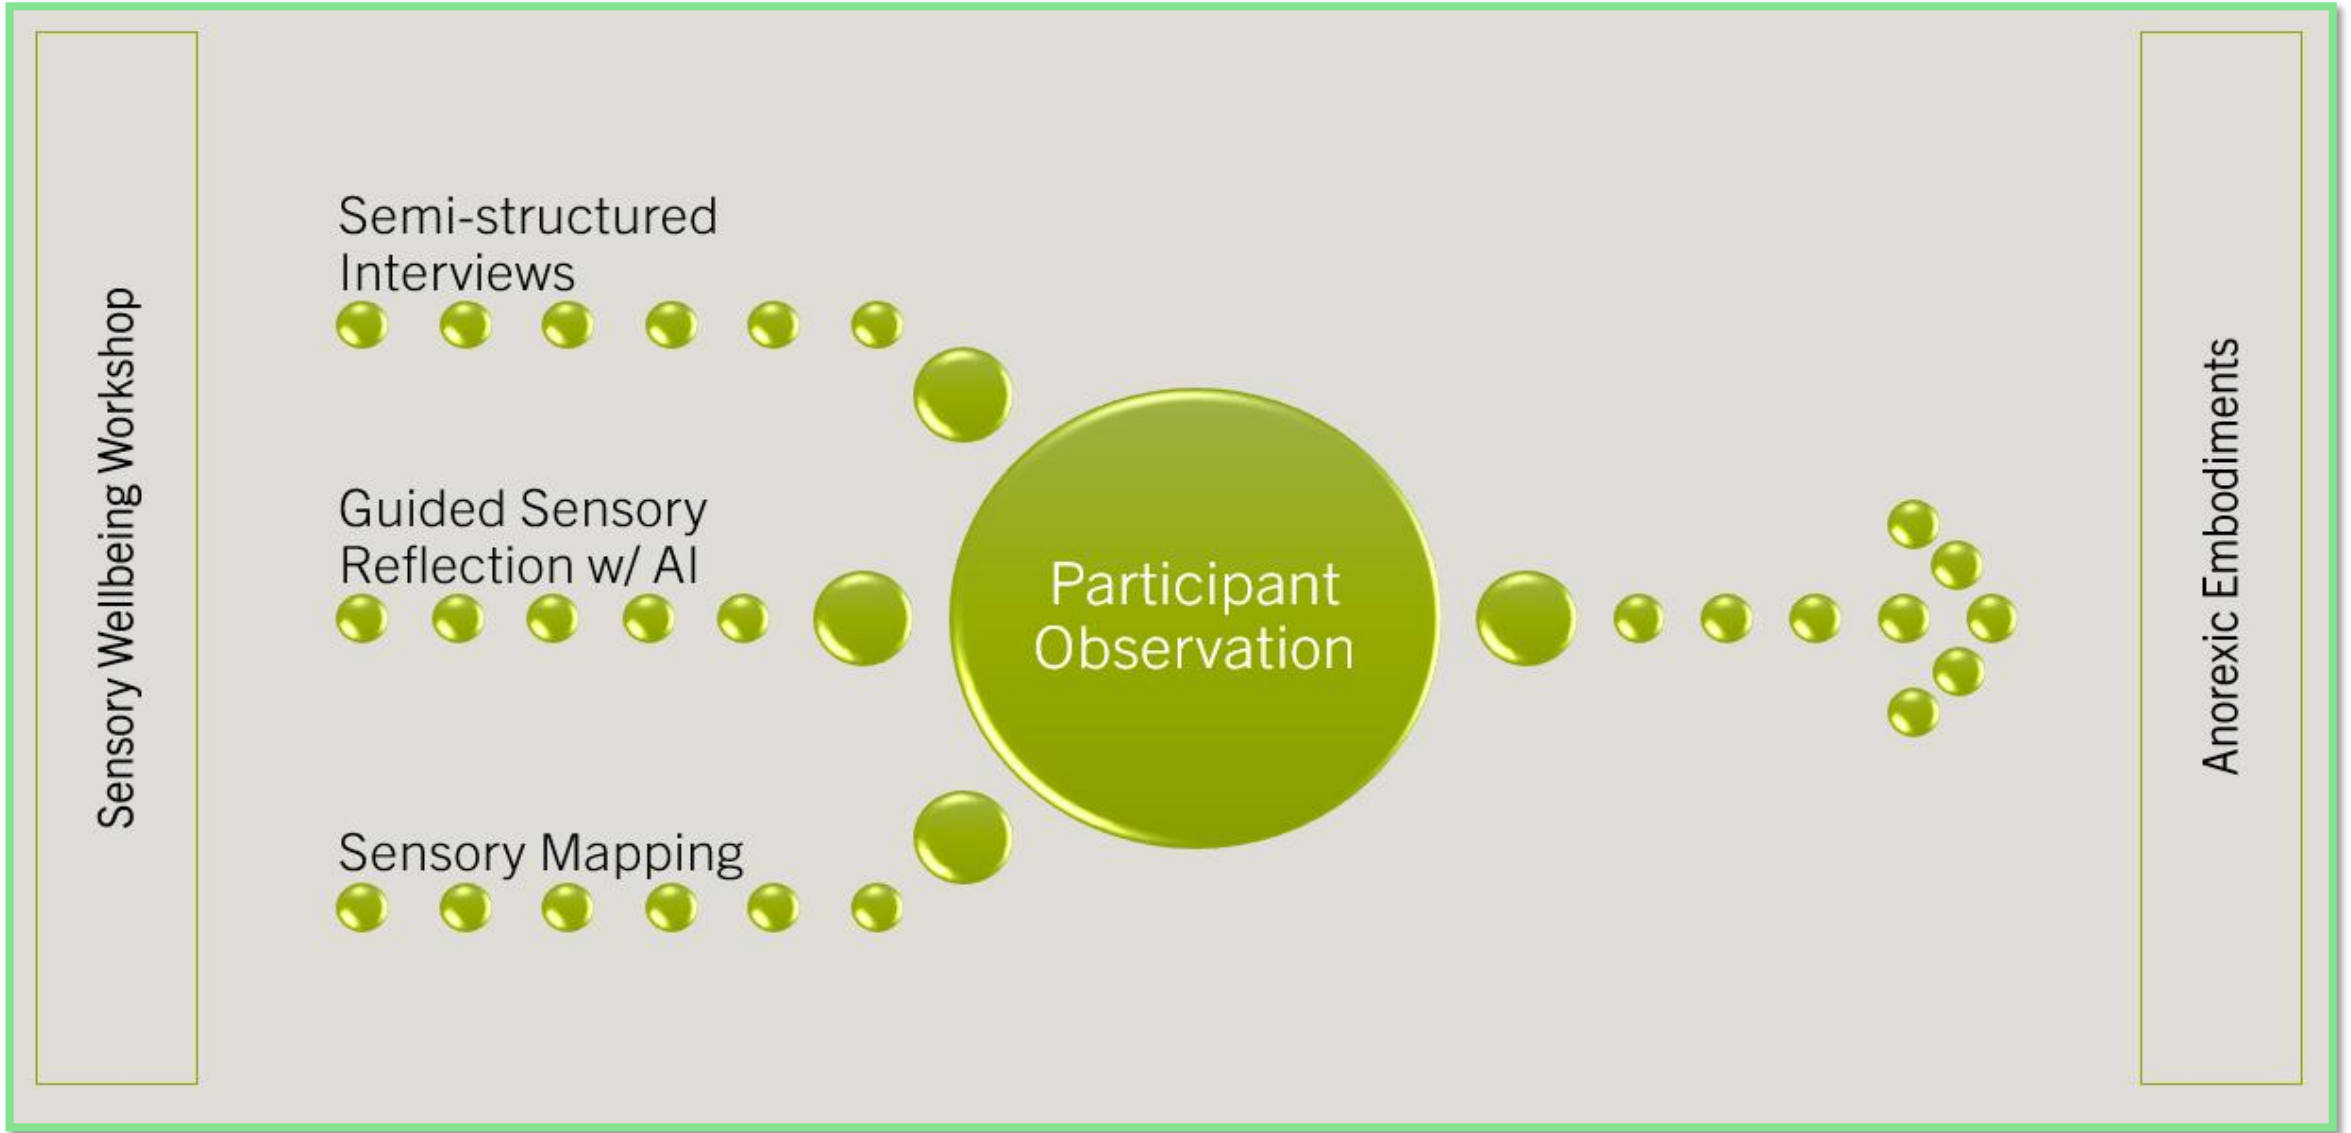 Sensory Wellbeing Workshop
Semi-structured
Interviews
Guided Sensory
Reflection w/ AI
Sensory Mapping
Participant
Observation
Anorexic Embodiments